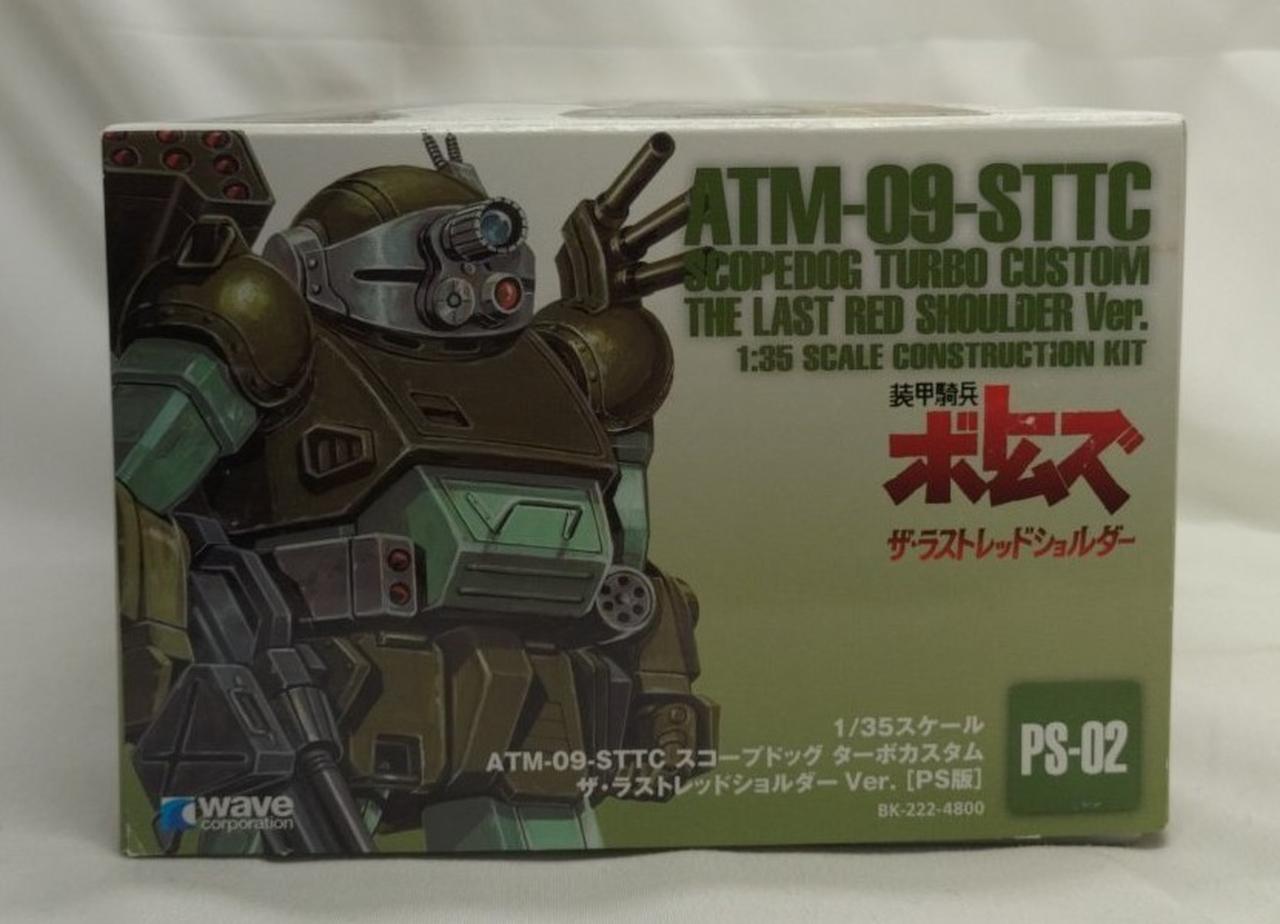 ATM-09-STTC
SCOPEDOG TURBO CUSTOM
THE LAST RED SHOULDER Ver.
1:35 SCALE CONSTRUCTION KIT
装甲騎兵
ボトムズ
ザ・ラストレッドショルダー
1/35スケール
ATM-09-STTC スコープドッグ ターボカスタム
ザ・ラストレッドショルダー Ver. [PS版]
BK-222-4800
PS-02
wave
corporation